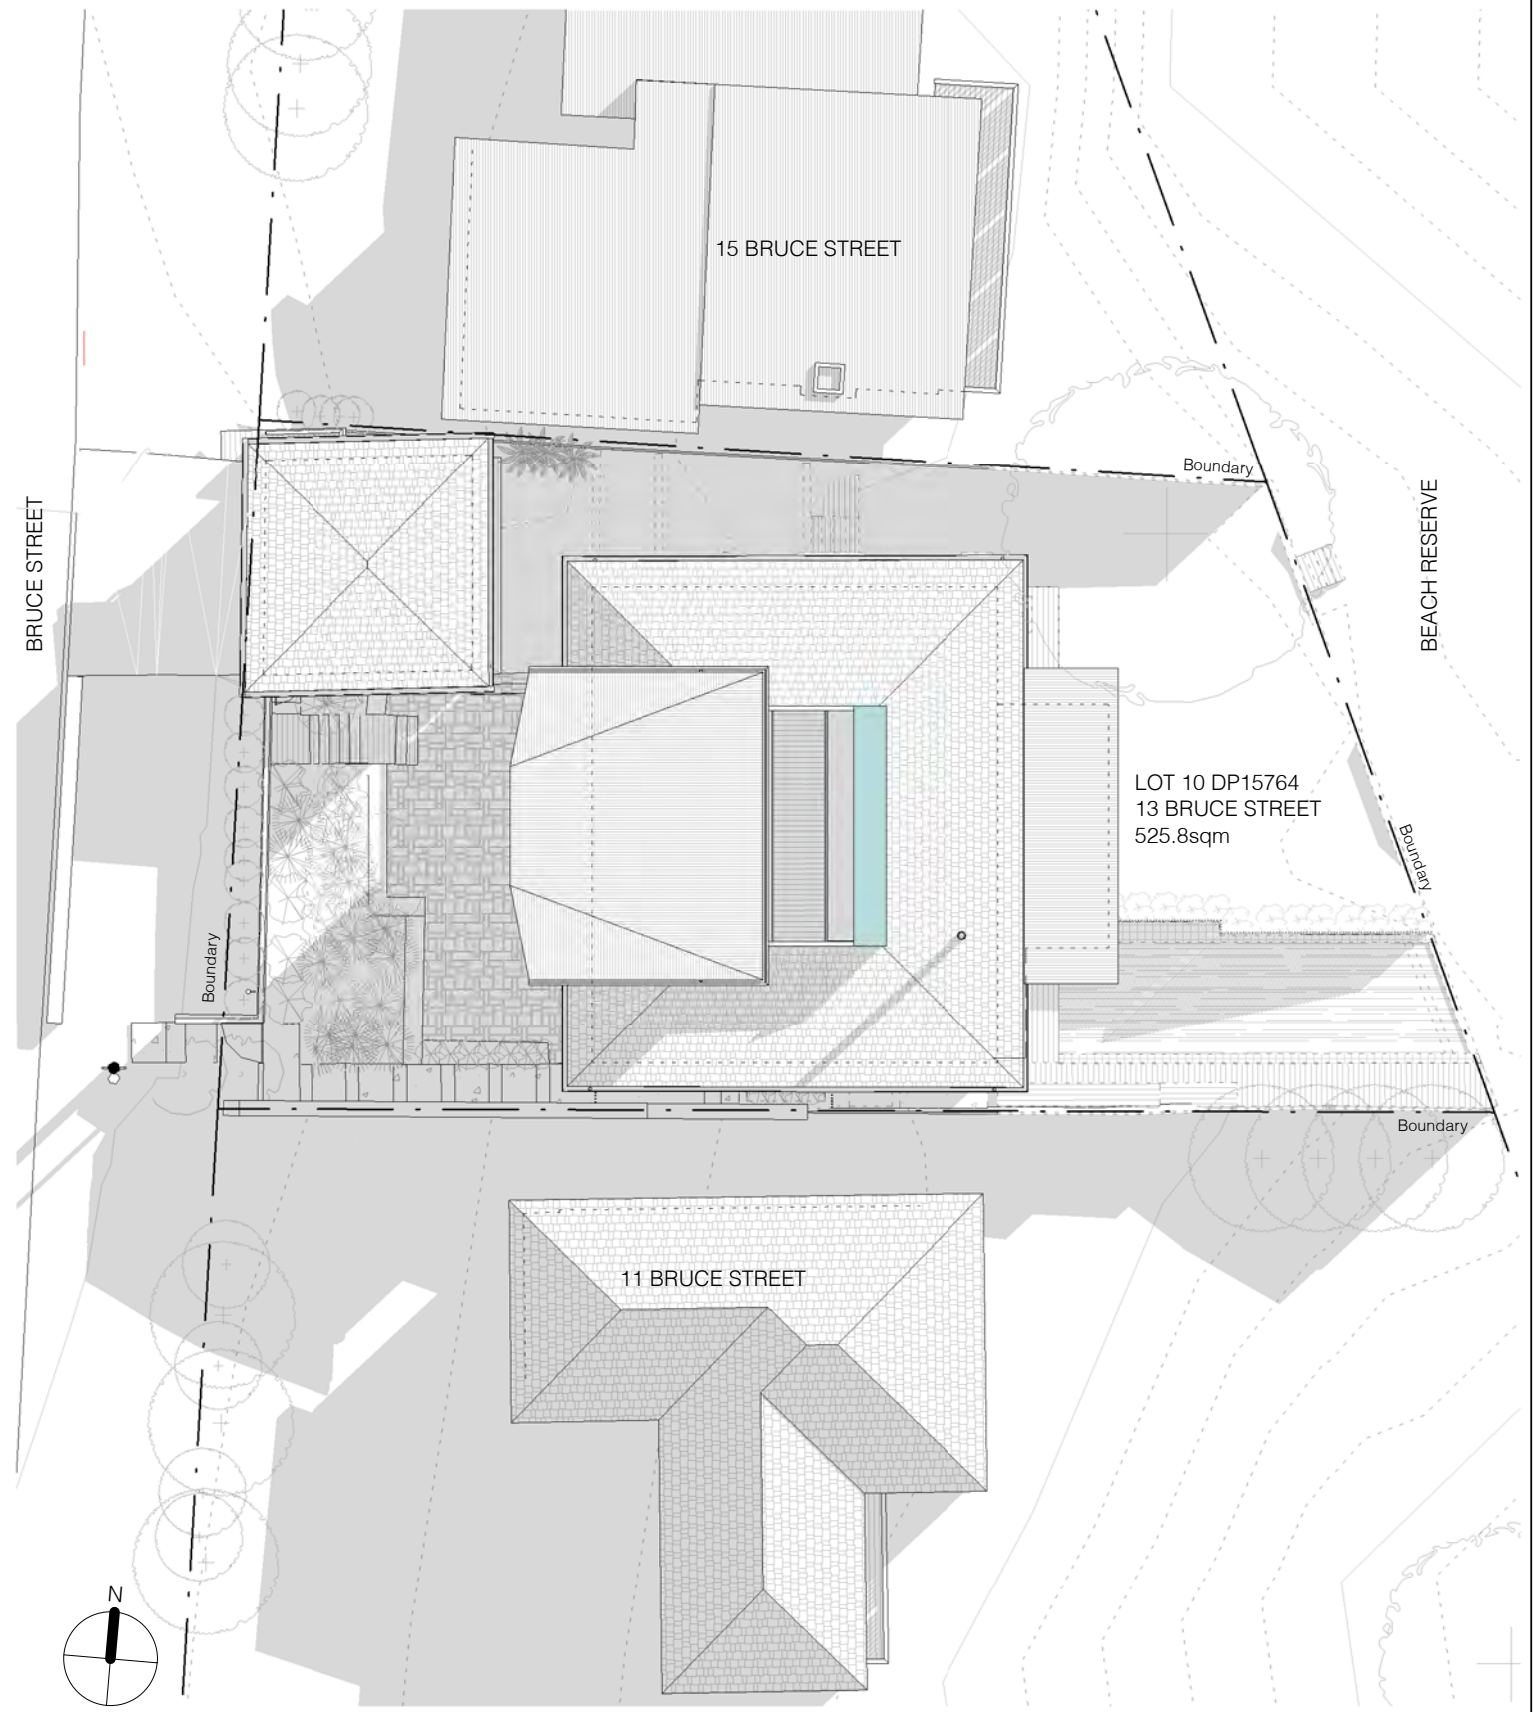 15 BRUCE STREET
Boundary
BRUCE STREET
BEACH RESERVE
LOT 10 DP15764
13 BRUCE STREET
525.8sqm
Boundary
Boundary
Boundary
11 BRUCE STREET
N